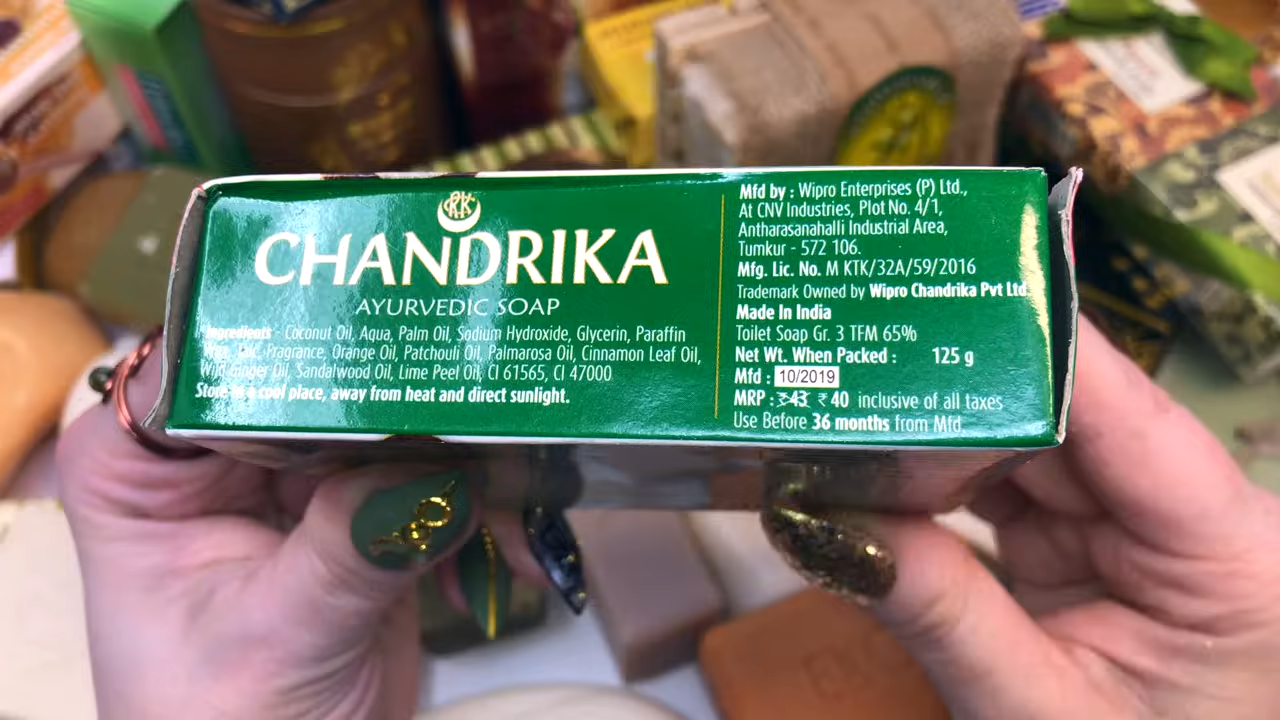 CHANDRIKA
AYURVEDIC SOAP
Ingredients - Coconut Oil, Aqua, Palm Oil, Sodium Hydroxide, Glycerin, Paraffin
Wax, Talc, Fragrance, Orange Oil, Patchouli Oil, Palmarosa Oil, Cinnamon Leaf Oil,
Wild Ginger Oil, Sandalwood Oil, Lime Peel Oil, CI 61565, CI 47000
Store in a cool place, away from heat and direct sunlight.
Mfd by : Wipro Enterprises (P) Ltd.,
At CNV Industries, Plot No. 4/1,
Antharasanahalli Industrial Area,
Tumkur - 572 106.
Mfg. Lic. No. M KTK/32A/59/2016
Trademark Owned by Wipro Chandrika Pvt Ltd.
Made In India
Toilet Soap Gr. 3 TFM 65%
Net Wt. When Packed : 125 g
Mfd : 10/2019
MRP : ₹43 ₹40 inclusive of all taxes
Use Before 36 months from Mfd.